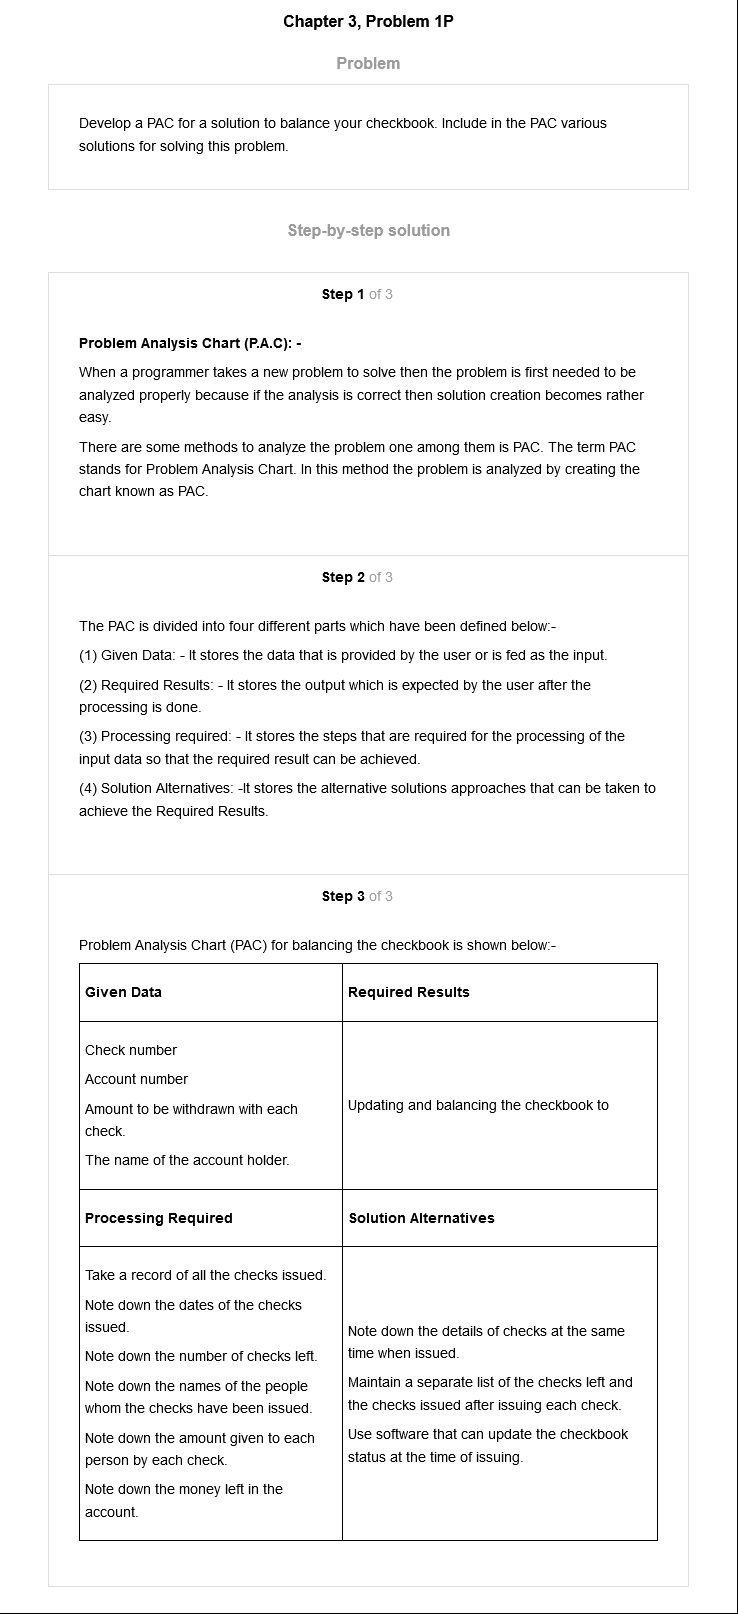 Chapter 3, Problem 1P
Problem
Develop a PAC for a solution to balance your checkbook. Include in the PAC various
solutions for solving this problem.
Step-by-step solution
Step 1 of 3
Problem Analysis Chart (P.A.C): -
When a programmer takes a new problem to solve then the problem is first needed to be
analyzed properly because if the analysis is correct then solution creation becomes rather
easy.
There are some methods to analyze the problem one among them is PAC. The term PAC
stands for Problem Analysis Chart. In this method the problem is analyzed by creating the
chart known as PAC.
Step 2 of 3
The PAC is divided into four different parts which have been defined below:-
(1) Given Data: - It stores the data that is provided by the user or is fed as the input.
(2) Required Results: - It stores the output which is expected by the user after the
processing is done.
(3) Processing required: - It stores the steps that are required for the processing of the
input data so that the required result can be achieved.
(4) Solution Alternatives: -It stores the alternative solutions approaches that can be taken to
achieve the Required Results.
Step 3 of 3
Problem Analysis Chart (PAC) for balancing the checkbook is shown below:-
Given Data
Required Results
Check number
Account number
Amount to be withdrawn with each
check.
The name of the account holder.
Updating and balancing the checkbook to
Processing Required
Solution Alternatives
Take a record of all the checks issued.
Note down the dates of the checks
issued.
Note down the number of checks left.
Note down the names of the people
whom the checks have been issued.
Note down the amount given to each
person by each check.
Note down the money left in the
account.
Note down the details of checks at the same
time when issued.
Maintain a separate list of the checks left and
the checks issued after issuing each check.
Use software that can update the checkbook
status at the time of issuing.